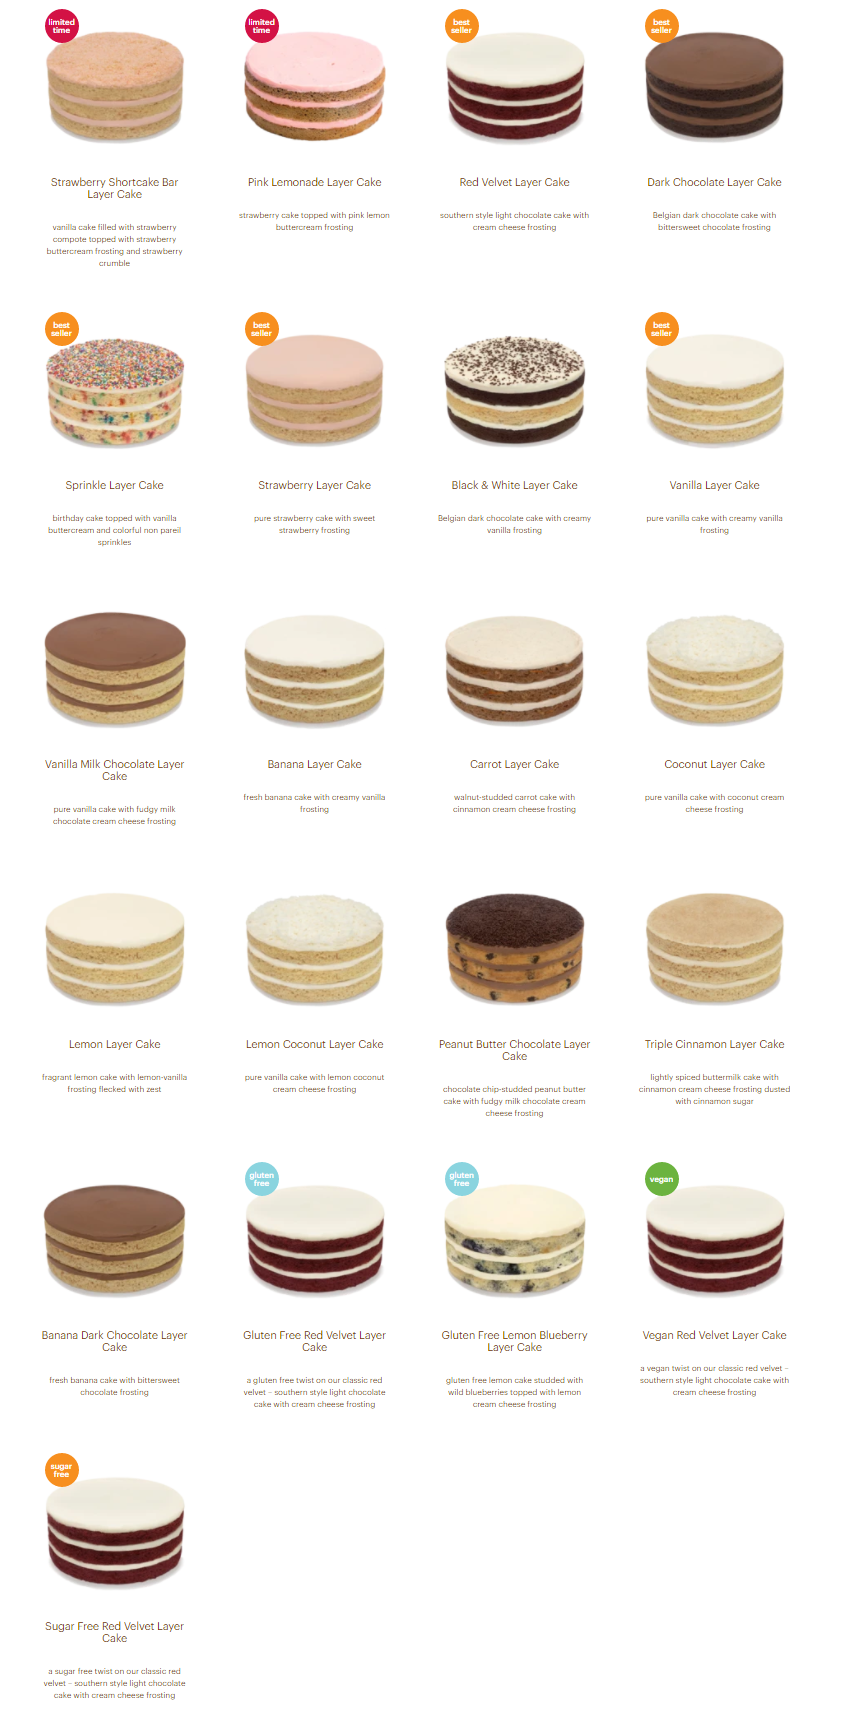 limited
time
Strawberry Shortcake Bar
Layer Cake
vanilla cake filled with strawberry
compote topped with strawberry
buttercream frosting and strawberry
crumble
limited
time
Pink Lemonade Layer Cake
strawberry cake topped with pink lemon
buttercream frosting
best
seller
Red Velvet Layer Cake
southern style light chocolate cake with
cream cheese frosting
best
seller
Dark Chocolate Layer Cake
Belgian dark chocolate cake with
bittersweet chocolate frosting
best
seller
Sprinkle Layer Cake
birthday cake topped with vanilla
buttercream and colorful non pareil
sprinkles
best
seller
Strawberry Layer Cake
pure strawberry cake with sweet
strawberry frosting
Black & White Layer Cake
Belgian dark chocolate cake with creamy
vanilla frosting
best
seller
Vanilla Layer Cake
pure vanilla cake with creamy vanilla
frosting
Vanilla Milk Chocolate Layer
Cake
pure vanilla cake with fudgy milk
chocolate cream cheese frosting
Banana Layer Cake
fresh banana cake with creamy vanilla
frosting
Carrot Layer Cake
walnut-studded carrot cake with
cinnamon cream cheese frosting
Coconut Layer Cake
pure vanilla cake with coconut cream
cheese frosting
Lemon Layer Cake
fragrant lemon cake with lemon-vanilla
frosting flecked with zest
Lemon Coconut Layer Cake
pure vanilla cake with lemon coconut
cream cheese frosting
Peanut Butter Chocolate Layer
Cake
chocolate chip-studded peanut butter
cake with fudgy milk chocolate cream
cheese frosting
Triple Cinnamon Layer Cake
lightly spiced buttermilk cake with
cinnamon cream cheese frosting dusted
with cinnamon sugar
Banana Dark Chocolate Layer
Cake
fresh banana cake with bittersweet
chocolate frosting
gluten
free
Gluten Free Red Velvet Layer
Cake
a gluten free twist on our classic red
velvet – southern style light chocolate
cake with cream cheese frosting
gluten
free
Gluten Free Lemon Blueberry
Layer Cake
gluten free lemon cake studded with
wild blueberries topped with lemon
cream cheese frosting
vegan
Vegan Red Velvet Layer Cake
a vegan twist on our classic red velvet –
southern style light chocolate cake with
cream cheese frosting
sugar
free
Sugar Free Red Velvet Layer
Cake
a sugar free twist on our classic red
velvet – southern style light chocolate
cake with cream cheese frosting